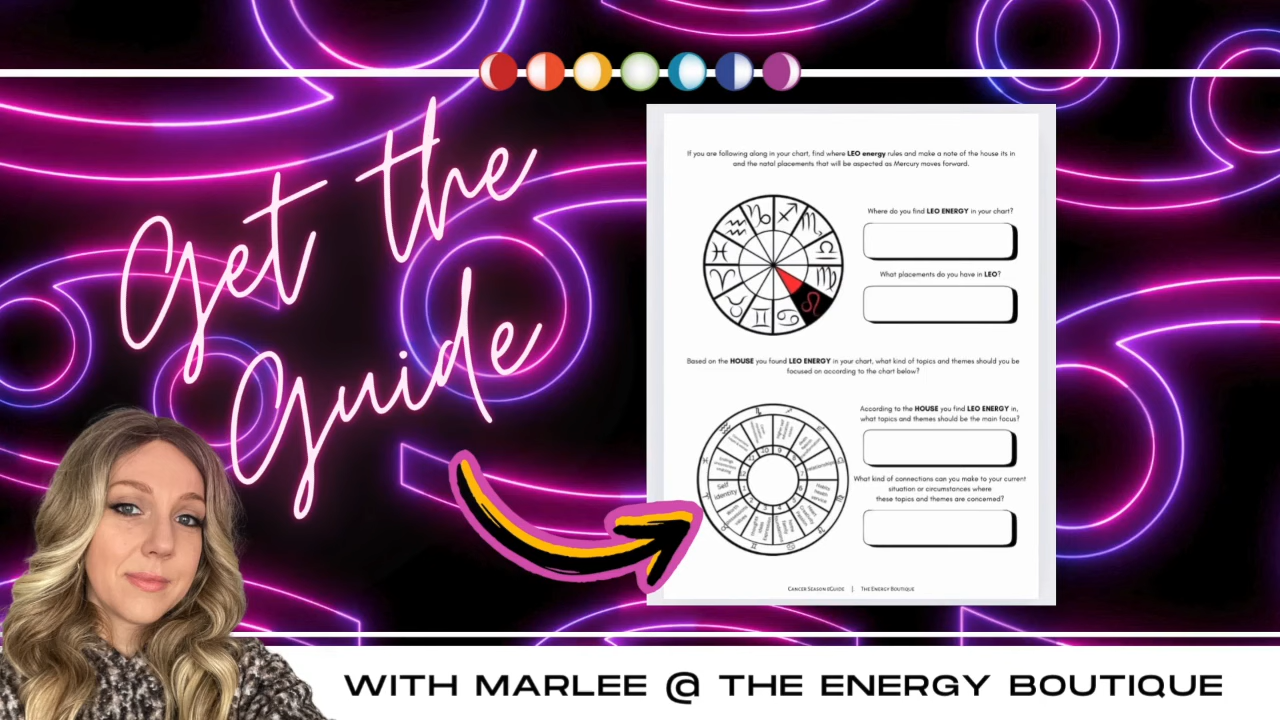 Get the
Guide
If you are following along in your chart, find where LEO energy rules and make a note of the house its in
and the natal placements that will be aspected as Mercury moves forward.
Where do you find LEO ENERGY in your chart?
What placements do you have in LEO?
Based on the HOUSE you found LEO ENERGY in your chart, what kind of topics and themes should you be
focused on according to the chart below?
According to the HOUSE you find LEO ENERGY in,
what topics and themes should be the main focus?
What kind of connections can you make to your current
situation or circumstances where
these topics and themes are concerned?
Self
Identity
Relationships
Habits
health
service
CANCER SEASON I/GUIDE | THE ENERGY BOUTIQUE
WITH MARLEE @ THE ENERGY BOUTIQUE